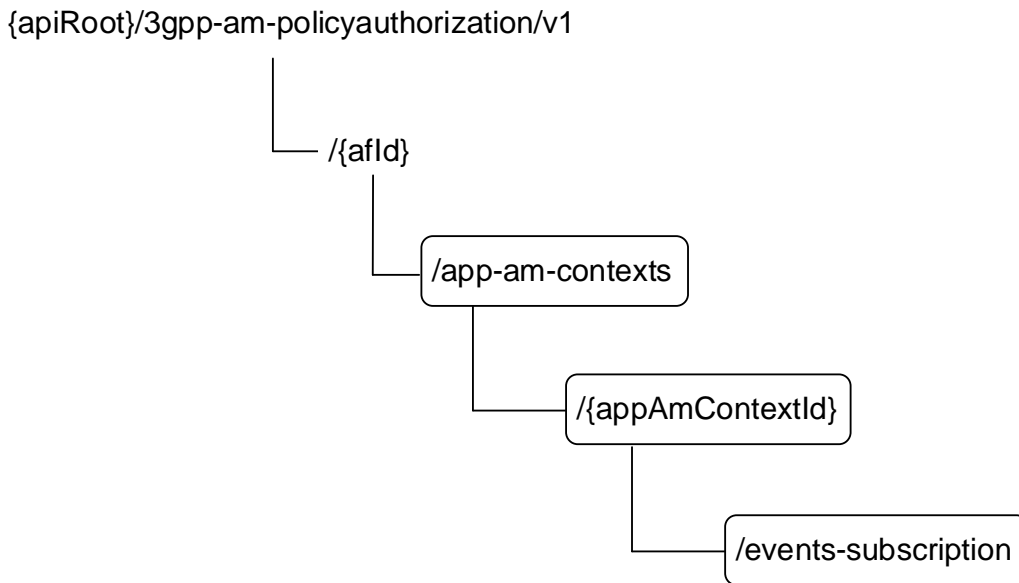 {apiRoot}/3gpp-am-policyauthorization/v1
/{afId}
/app-am-contexts
/{appAmContextId}
/events-subscription